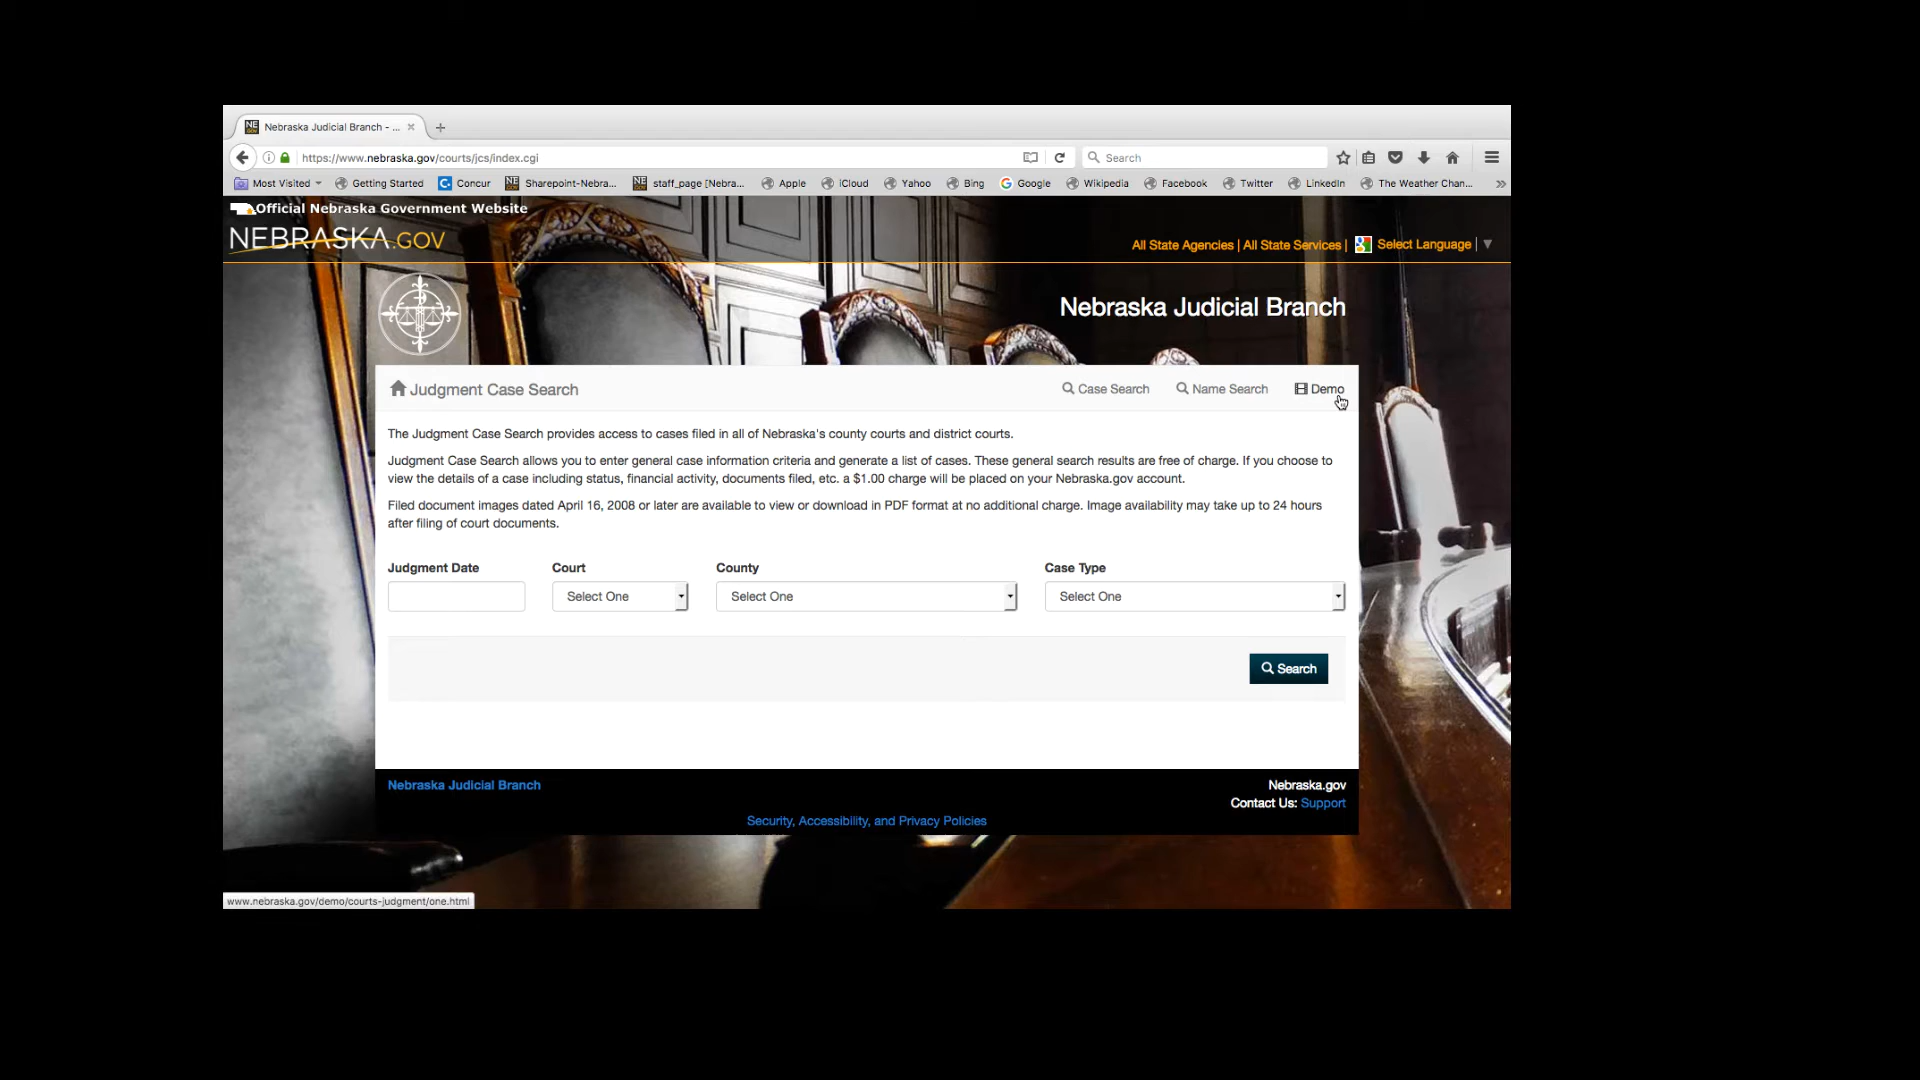 Nebraska Judicial Branch - ...
https://www.nebraska.gov/courts/jcs/index.cgi
Search
Most Visited Getting Started Concur Sharepoint-Nebra... staff_page [Nebra... Apple iCloud Yahoo Bing Google Wikipedia Facebook Twitter LinkedIn The Weather Chan...
Official Nebraska Government Website
NEBRASKA.GOV
All State Agencies | All State Services | Select Language
Nebraska Judicial Branch
Judgment Case Search Case Search Name Search Demo
The Judgment Case Search provides access to cases filed in all of Nebraska's county courts and district courts.
Judgment Case Search allows you to enter general case information criteria and generate a list of cases. These general search results are free of charge. If you choose to
view the details of a case including status, financial activity, documents filed, etc. a $1.00 charge will be placed on your Nebraska.gov account.
Filed document images dated April 16, 2008 or later are available to view or download in PDF format at no additional charge. Image availability may take up to 24 hours
after filing of court documents.
Judgment Date Court County Case Type
Select One Select One Select One
Search
Nebraska Judicial Branch Nebraska.gov
Contact Us: Support
Security, Accessibility, and Privacy Policies
www.nebraska.gov/demo/courts-judgment/one.html